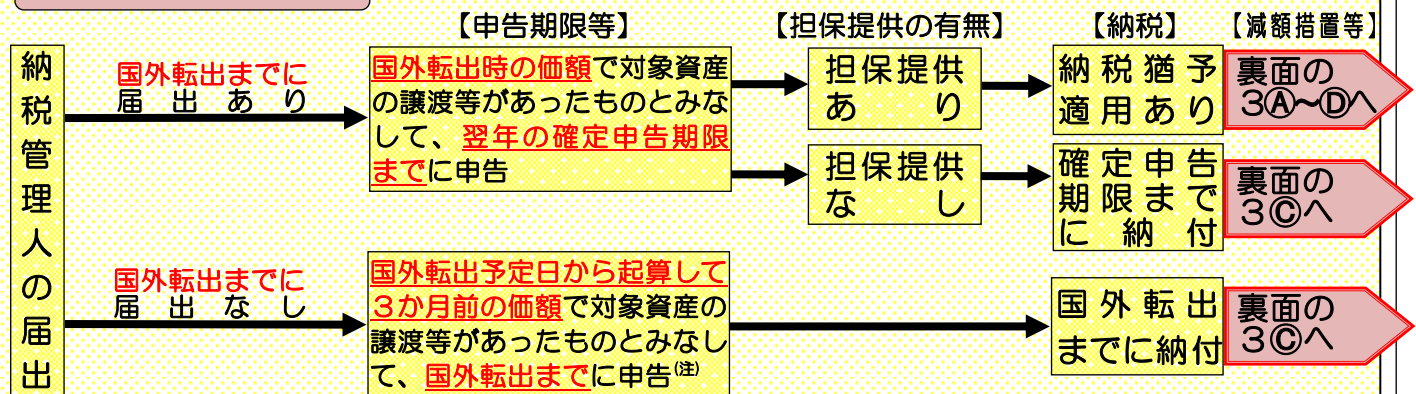 【申告期限等】
【担保提供の有無】
【納税】
【減額措置等】
納税管理人の届出
国外転出までに
届出あり
国外転出時の価額で対象資産
の譲渡等があったものとみな
して、翌年の確定申告期限
までに申告
担保提供
あり
納税猶予
適用あり
裏面の
3Ⓐ~Ⓓへ
担保提供
なし
確定申告
期限まで
に納付
裏面の
3Ⓒへ
国外転出までに
届出なし
国外転出予定日から起算して
3か月前の価額で対象資産の
譲渡等があったものとみなし
て、国外転出までに申告(注)
国外転出
までに納付
裏面の
3Ⓒへ